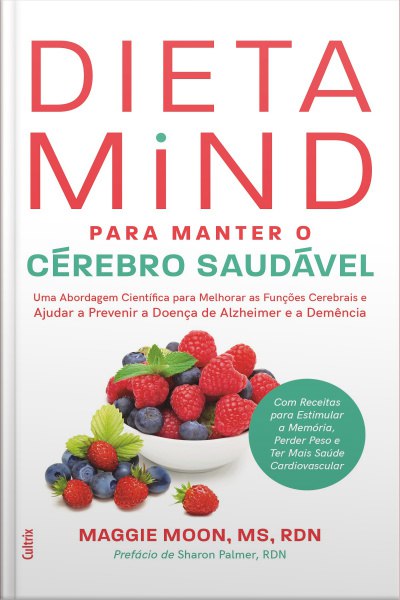 DIETA
MiND
PARA MANTER O
CÉREBRO SAUDÁVEL
Uma Abordagem Científica para Melhorar as Funções Cerebrais e
Ajudar a Prevenir a Doença de Alzheimer e a Demência
Com Receitas
para Estimular
a Memória,
Perder Peso e
Ter Mais Saúde
Cardiovascular
MAGGIE MOON, MS, RDN
Prefácio de Sharon Palmer, RDN
Cultrix